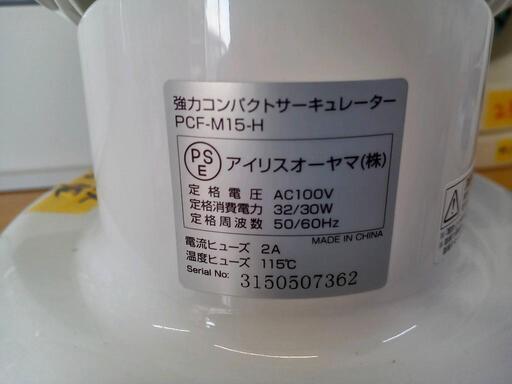 強力コンパクトサーキュレーター
PCF-M15-H
PS
E
アイリスオーヤマ(株)
定格電圧 AC100V
定格消費電力 32/30W
定格周波数 50/60Hz
MADE IN CHINA
電流ヒューズ 2A
温度ヒューズ 115℃
Serial No: 3150507362